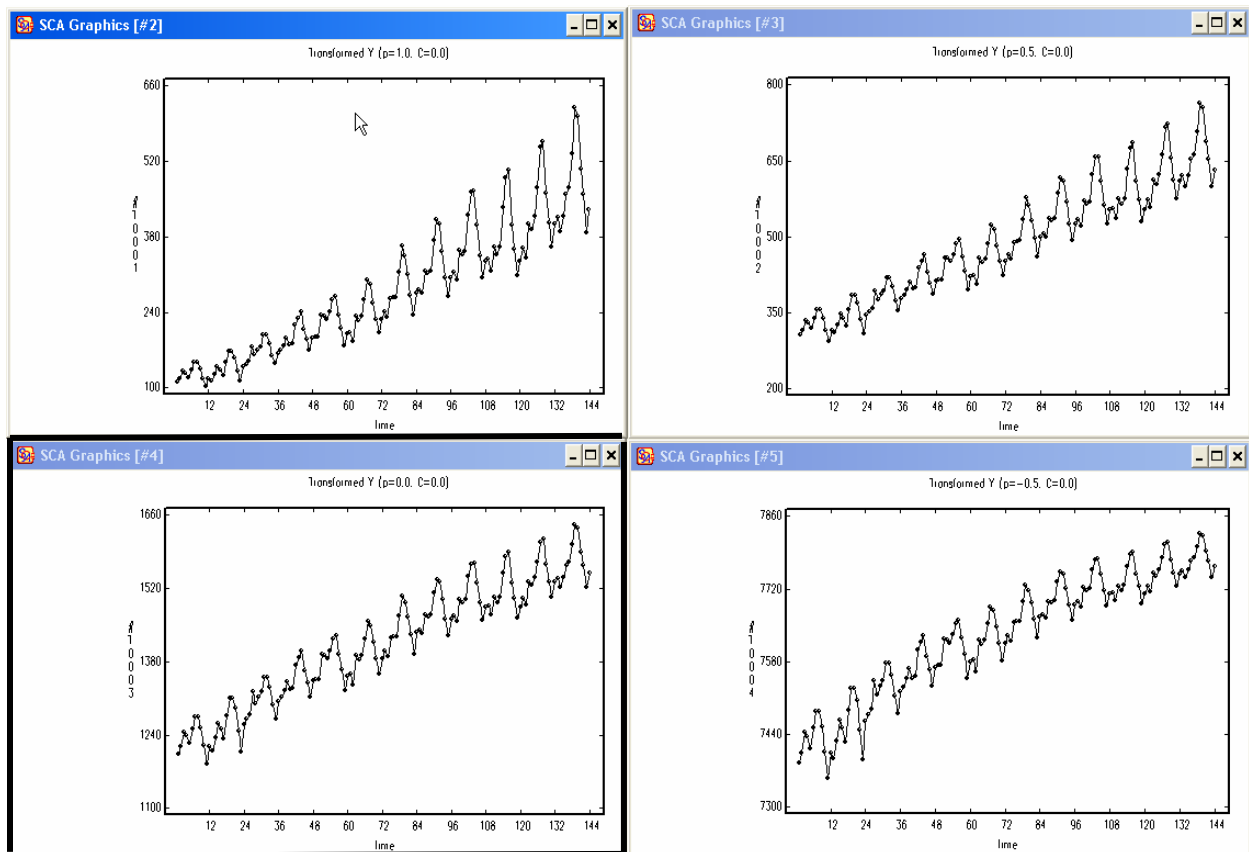 SCA Graphics [#2]
Transformed Y (p=1.0, C=0.0)
660
520
380
240
100
12 24 36 48 60 72 84 96 108 120 132 144
Time
SCA Graphics [#3]
Transformed Y (p=0.5, C=0.0)
800
650
500
350
200
12 24 36 48 60 72 84 96 108 120 132 144
Time
SCA Graphics [#4]
Transformed Y (p=0.0, C=0.0)
1660
1520
1380
1240
1100
12 24 36 48 60 72 84 96 108 120 132 144
Time
SCA Graphics [#5]
Transformed Y (p=-0.5, C=0.0)
7860
7720
7580
7440
7300
12 24 36 48 60 72 84 96 108 120 132 144
Time